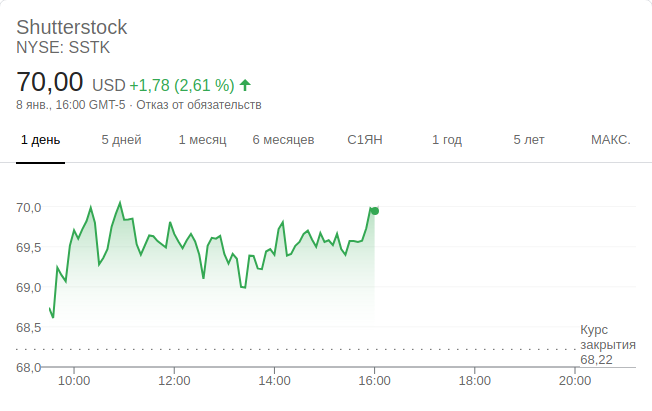 Shutterstock
NYSE: SSTK
70,00 USD +1,78 (2,61 %)
8 янв., 16:00 GMT-5 · Отказ от обязательств
1 день 5 дней 1 месяц 6 месяцев С1ЯН 1 год 5 лет МАКС.
70,0
69,5
69,0
68,5
Курс
закрытия
68,22
68,0
10:00 12:00 14:00 16:00 18:00 20:00